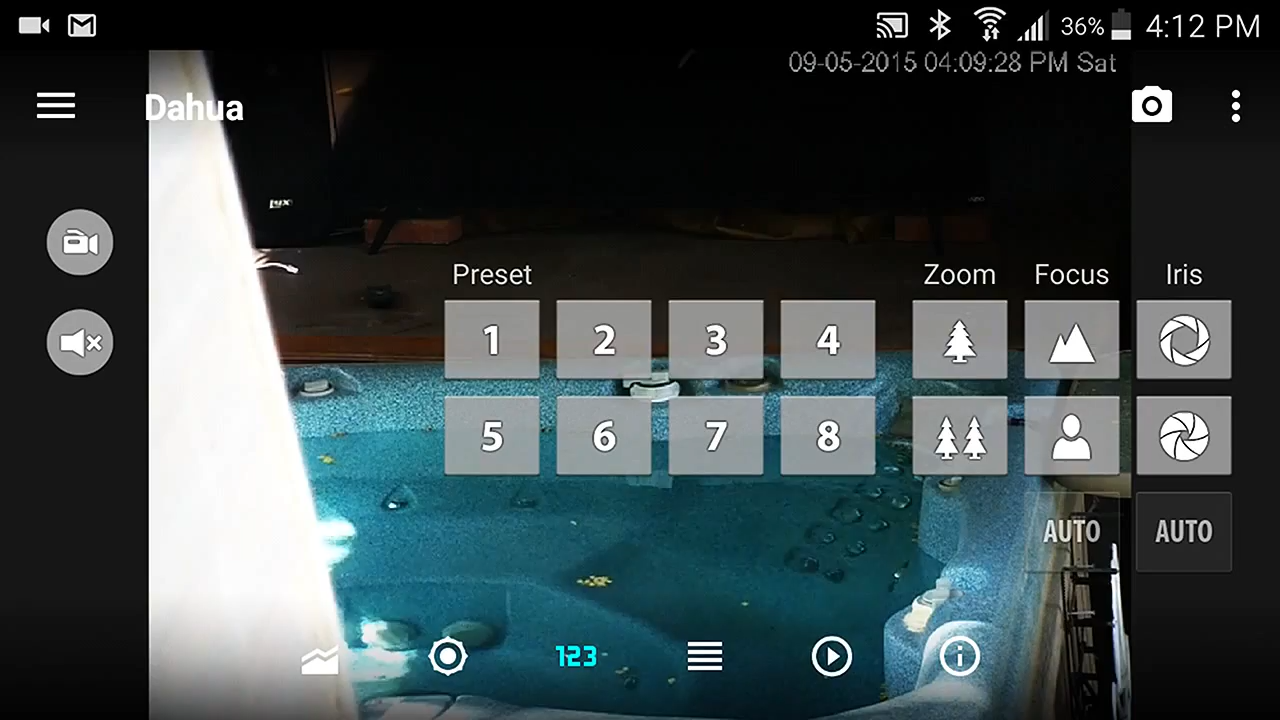 36% 4:12 PM
09-05-2015 04:09:28 PM Sat
Dahua
Preset Zoom Focus Iris
1 2 3 4
5 6 7 8
AUTO AUTO
123